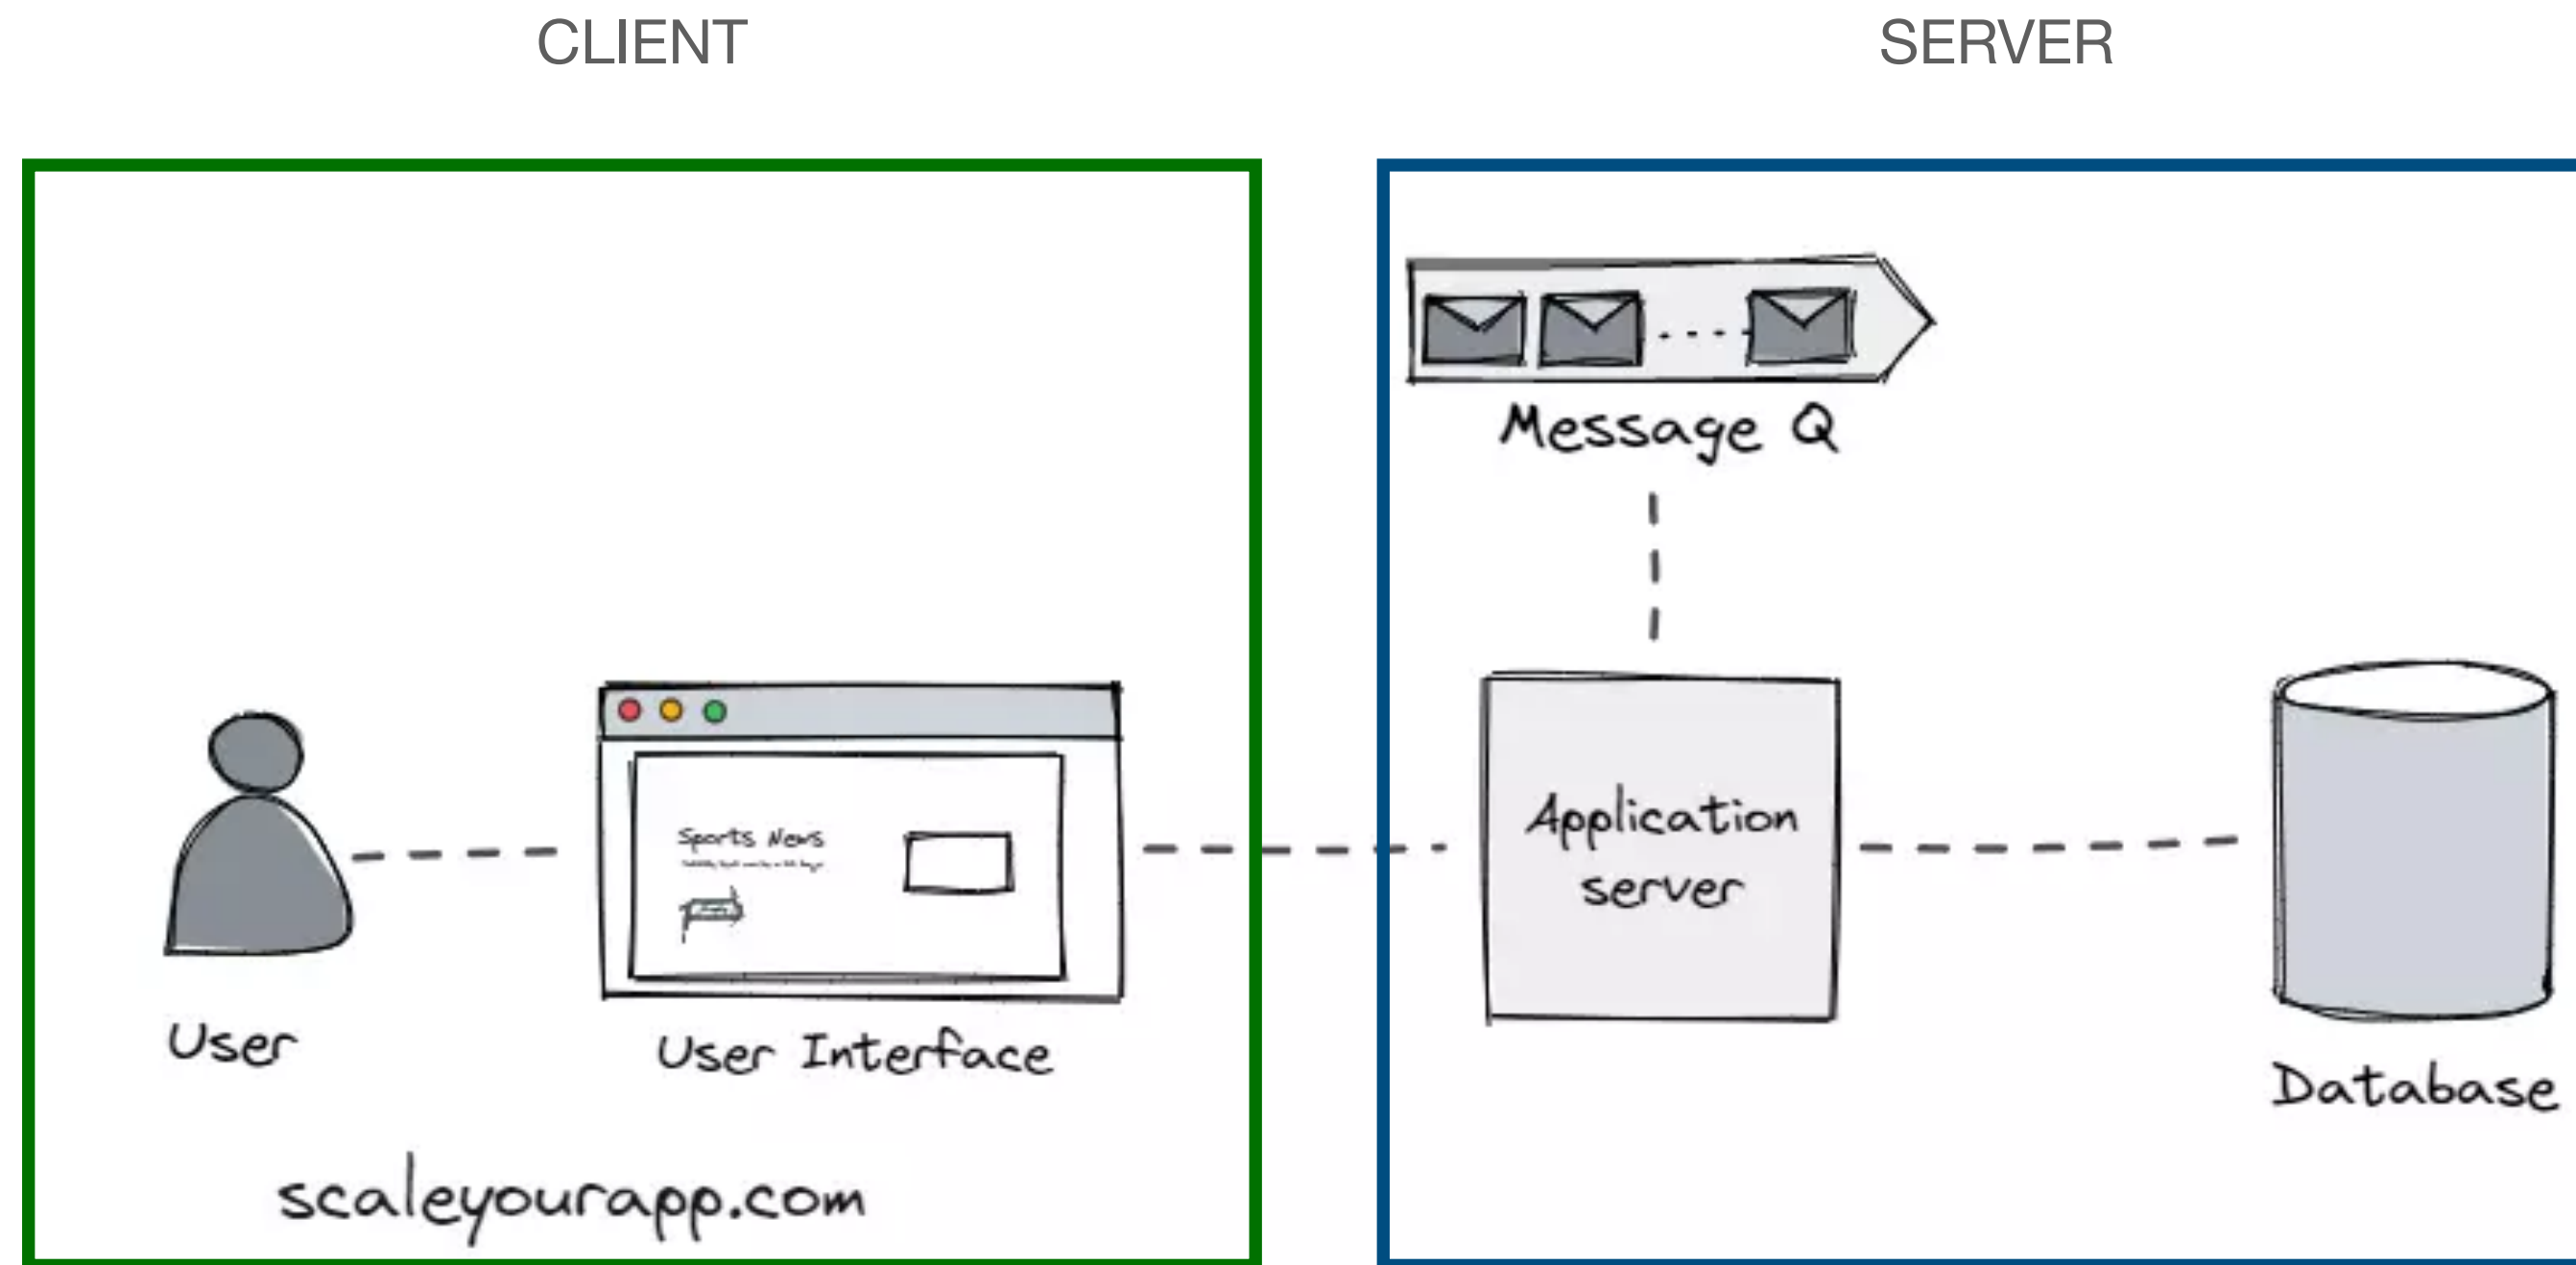 CLIENT
SERVER
Message Q
Sports News
Application
server
User
User Interface
Database
scaleyourapp.com